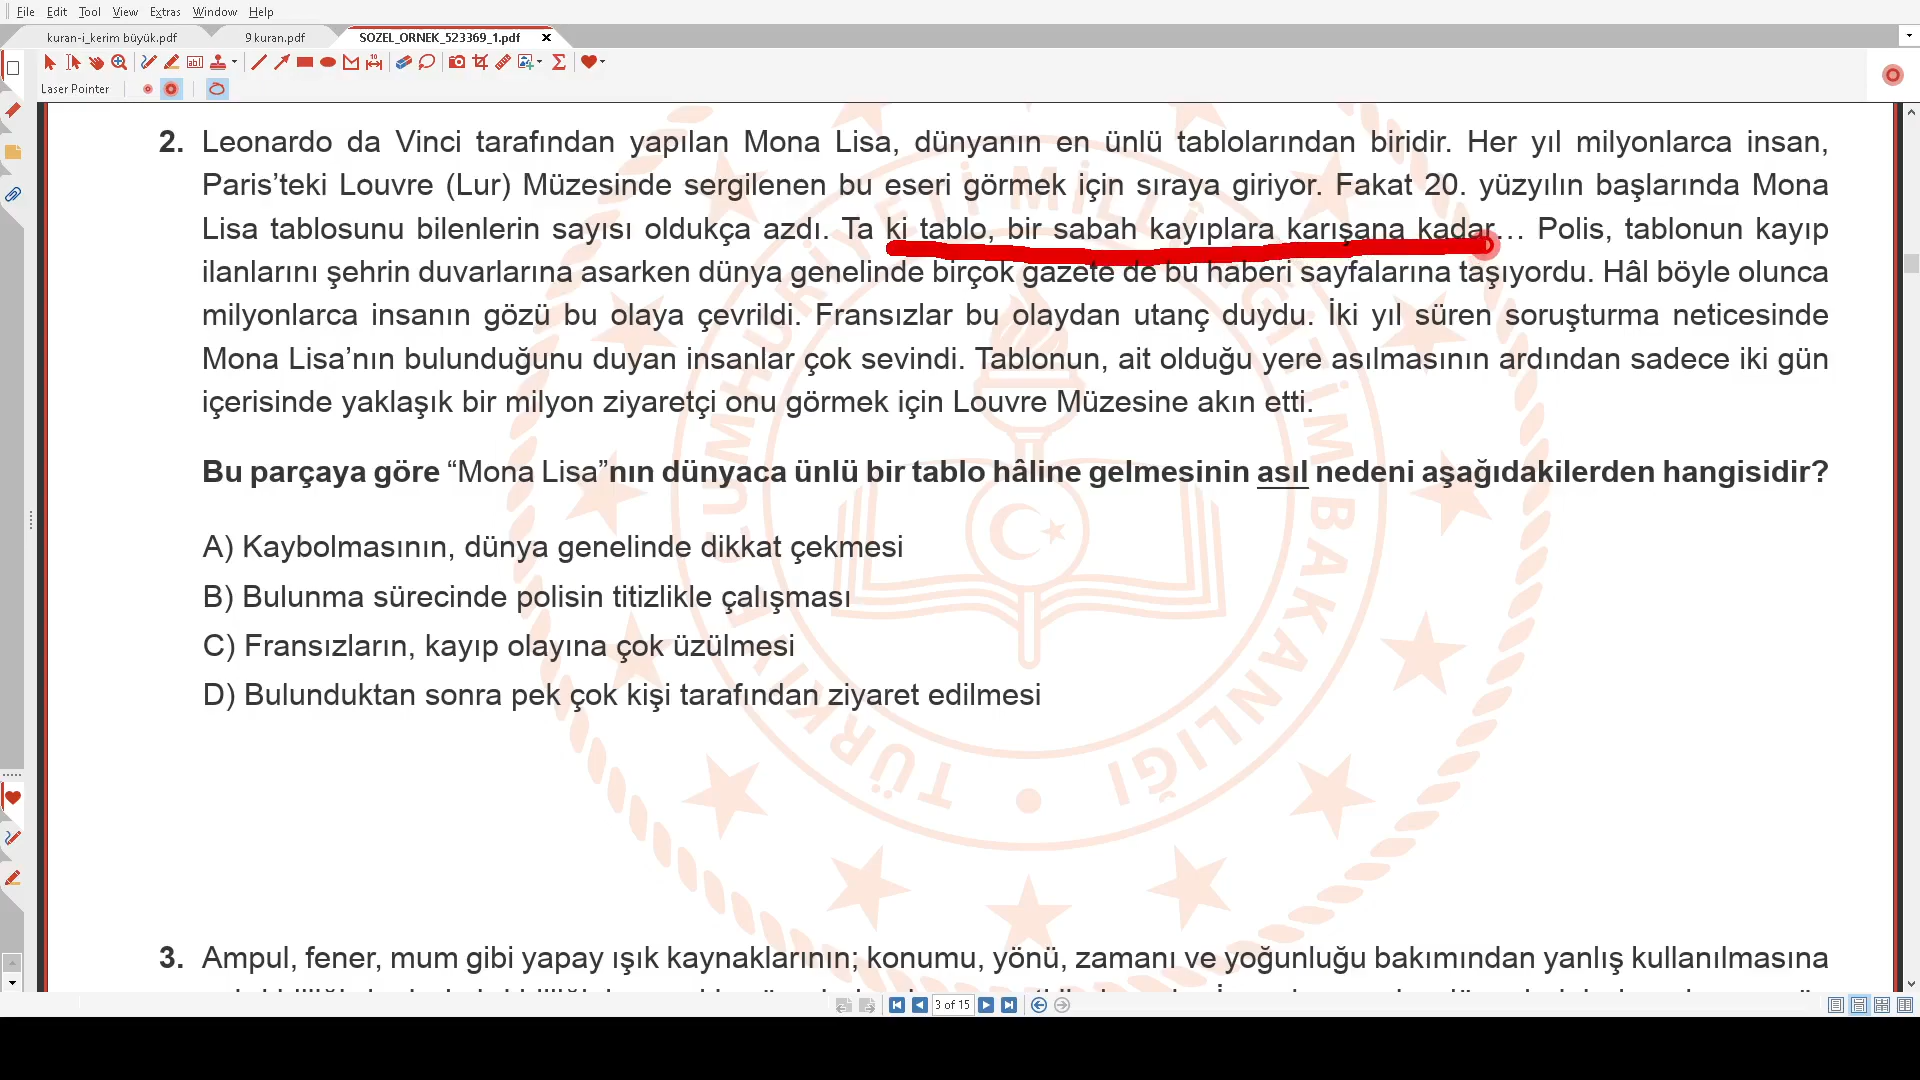 File Edit Tool View Extras Window Help
kuran-i_kerim büyük.pdf 9 kuran.pdf SOZEL_ORNEK_523369_1.pdf
Laser Pointer
2. Leonardo da Vinci tarafından yapılan Mona Lisa, dünyanın en ünlü tablolarından biridir. Her yıl milyonlarca insan,
Paris’teki Louvre (Lur) Müzesinde sergilenen bu eseri görmek için sıraya giriyor. Fakat 20. yüzyılın başlarında Mona
Lisa tablosunu bilenlerin sayısı oldukça azdı. Ta ki tablo, bir sabah kayıplara karışana kadar… Polis, tablonun kayıp
ilanlarını şehrin duvarlarına asarken dünya genelinde birçok gazete de bu haberi sayfalarına taşıyordu. Hâl böyle olunca
milyonlarca insanın gözü bu olaya çevrildi. Fransızlar bu olaydan utanç duydu. İki yıl süren soruşturma neticesinde
Mona Lisa’nın bulunduğunu duyan insanlar çok sevindi. Tablonun, ait olduğu yere asılmasının ardından sadece iki gün
içerisinde yaklaşık bir milyon ziyaretçi onu görmek için Louvre Müzesine akın etti.
Bu parçaya göre “Mona Lisa”nın dünyaca ünlü bir tablo hâline gelmesinin asıl nedeni aşağıdakilerden hangisidir?
A) Kaybolmasının, dünya genelinde dikkat çekmesi
B) Bulunma sürecinde polisin titizlikle çalışması
C) Fransızların, kayıp olayına çok üzülmesi
D) Bulunduktan sonra pek çok kişi tarafından ziyaret edilmesi
TÜRKİYE CUMHURİYETİ MİLLÎ EĞİTİM BAKANLIĞI
3. Ampul, fener, mum gibi yapay ışık kaynaklarının; konumu, yönü, zamanı ve yoğunluğu bakımından yanlış kullanılmasına
3 of 15